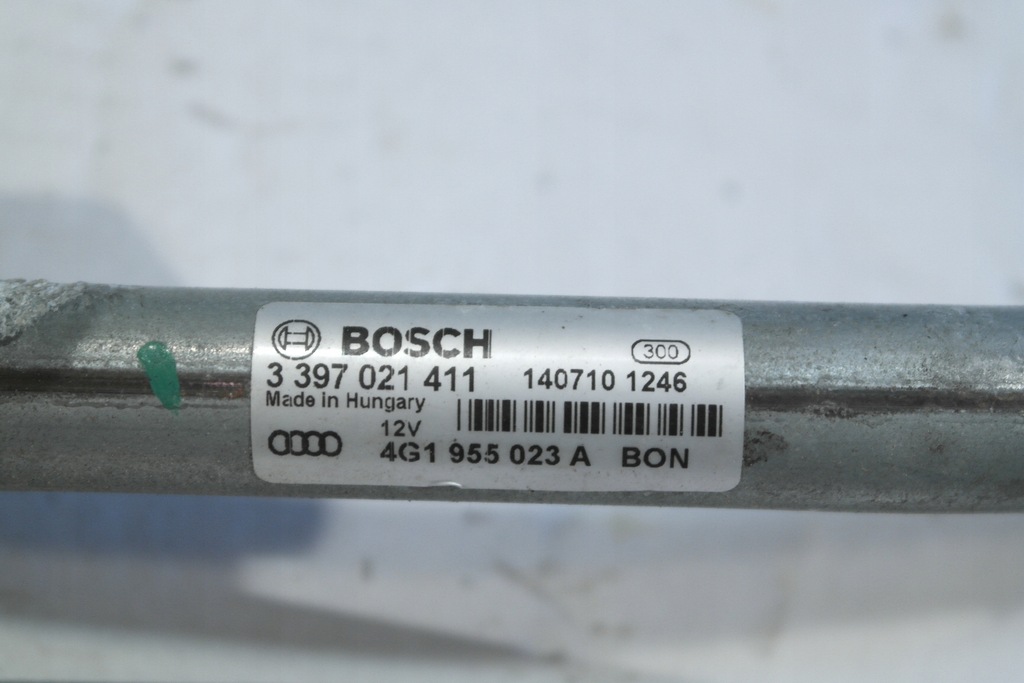 BOSCH
300
3 397 021 411 140710 1246
Made in Hungary
12V
4G1 955 023 A BON